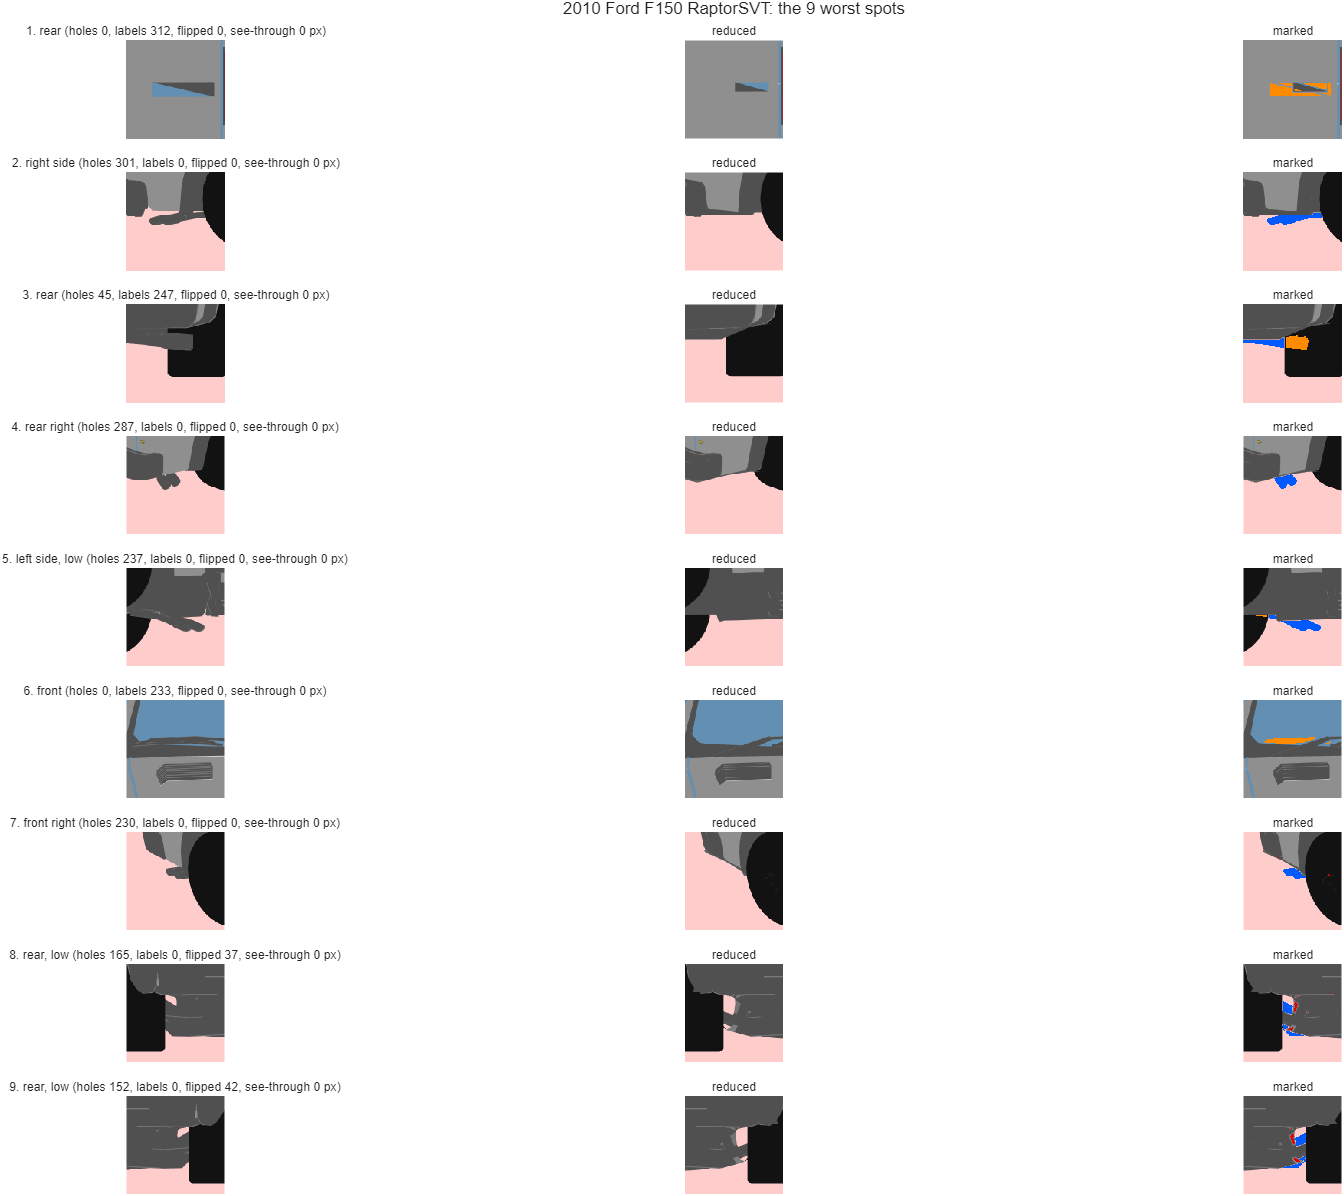 2010 Ford F150 RaptorSVT: the 9 worst spots
1. rear (holes 0, labels 312, flipped 0, see-through 0 px)
reduced
marked
2. right side (holes 301, labels 0, flipped 0, see-through 0 px)
reduced
marked
3. rear (holes 45, labels 247, flipped 0, see-through 0 px)
reduced
marked
4. rear right (holes 287, labels 0, flipped 0, see-through 0 px)
reduced
marked
5. left side, low (holes 237, labels 0, flipped 0, see-through 0 px)
reduced
marked
6. front (holes 0, labels 233, flipped 0, see-through 0 px)
reduced
marked
7. front right (holes 230, labels 0, flipped 0, see-through 0 px)
reduced
marked
8. rear, low (holes 165, labels 0, flipped 37, see-through 0 px)
reduced
marked
9. rear, low (holes 152, labels 0, flipped 42, see-through 0 px)
reduced
marked